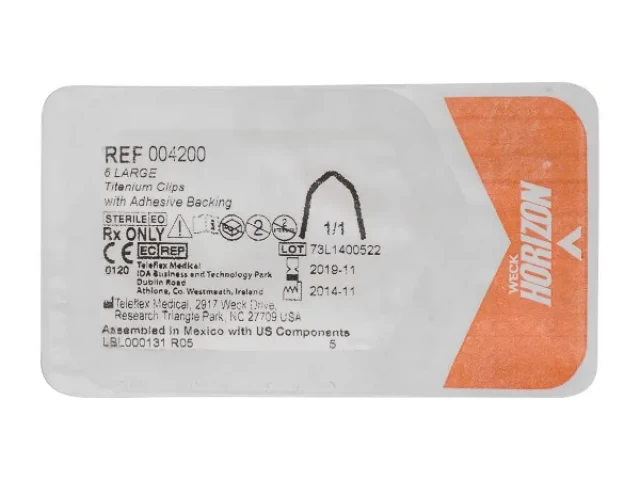 REF 004200
6 LARGE
Titanium Clips
with Adhesive Backing
STERILE EO
2
2
Rx ONLY
1/1
EC REP
LOT 73L1400522
0120
Teleflex Medical
IDA Business and Technology Park
Dublin Road
Athlone, Co. Westmeath, Ireland
2019-11
2014-11
Teleflex Medical, 2917 Weck Drive,
Research Triangle Park, NC 27709 USA
Assembled in Mexico with US Components
LBL000131 R05
5
WECK
HORIZON